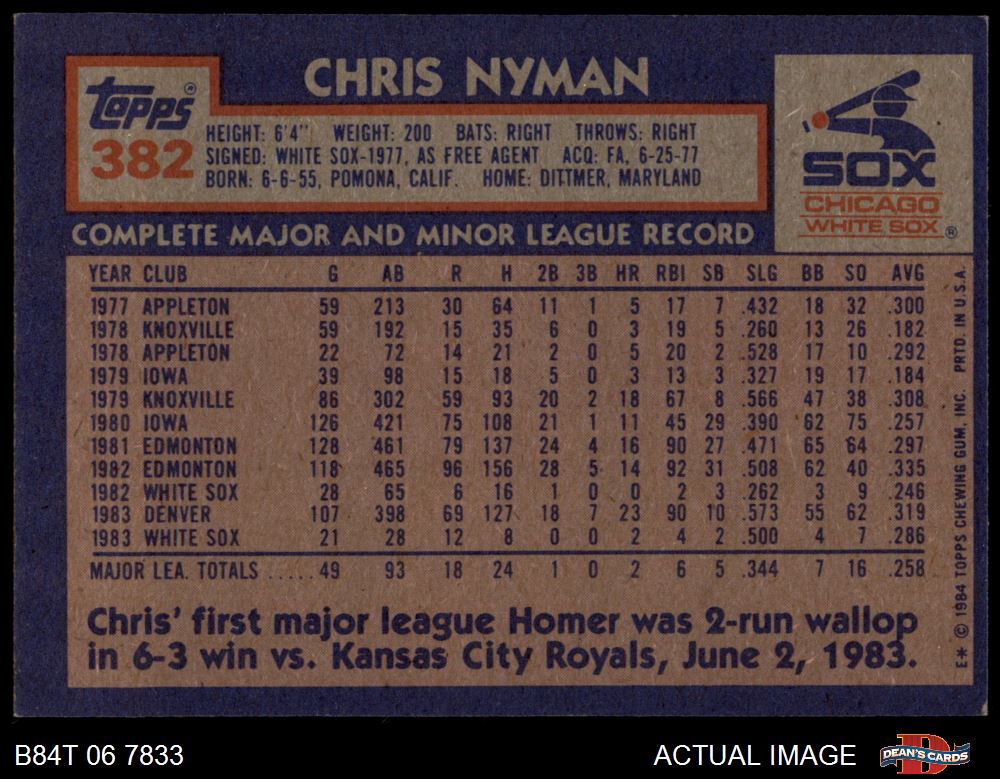 CHRIS NYMAN
Topps®
382
HEIGHT: 6'4" WEIGHT: 200 BATS: RIGHT THROWS: RIGHT
SIGNED: WHITE SOX-1977, AS FREE AGENT ACQ: FA, 6-25-77
BORN: 6-6-55, POMONA, CALIF. HOME: DITTMER, MARYLAND
SOX
CHICAGO
WHITE SOX®
COMPLETE MAJOR AND MINOR LEAGUE RECORD
YEAR CLUB G AB R H 2B 3B HR RBI SB SLG BB SO AVG
1977 APPLETON 59 213 30 64 11 1 5 17 7 .432 18 32 .300
1978 KNOXVILLE 59 192 15 35 6 0 3 19 5 .260 13 26 .182
1978 APPLETON 22 72 14 21 2 0 5 20 2 .528 17 10 .292
1979 IOWA 39 98 15 18 5 0 3 13 3 .327 19 17 .184
1979 KNOXVILLE 86 302 59 93 20 2 18 67 8 .566 47 38 .308
1980 IOWA 126 421 75 108 21 1 11 45 29 .390 62 75 .257
1981 EDMONTON 128 461 79 137 24 4 16 90 27 .471 65 64 .297
1982 EDMONTON 118 465 96 156 28 5 14 92 31 .508 62 40 .335
1982 WHITE SOX 28 65 6 16 1 0 0 2 3 .262 3 9 .246
1983 DENVER 107 398 69 127 18 7 23 90 10 .573 55 62 .319
1983 WHITE SOX 21 28 12 8 0 0 2 4 2 .500 4 7 .286
MAJOR LEA. TOTALS .....49 93 18 24 1 0 2 6 5 .344 7 16 .258
Chris' first major league Homer was 2-run wallop
in 6-3 win vs. Kansas City Royals, June 2, 1983.
E* © 1984 TOPPS CHEWING GUM, INC. PRTD. IN U.S.A.
B84T 06 7833
ACTUAL IMAGE
DEAN'S CARDS